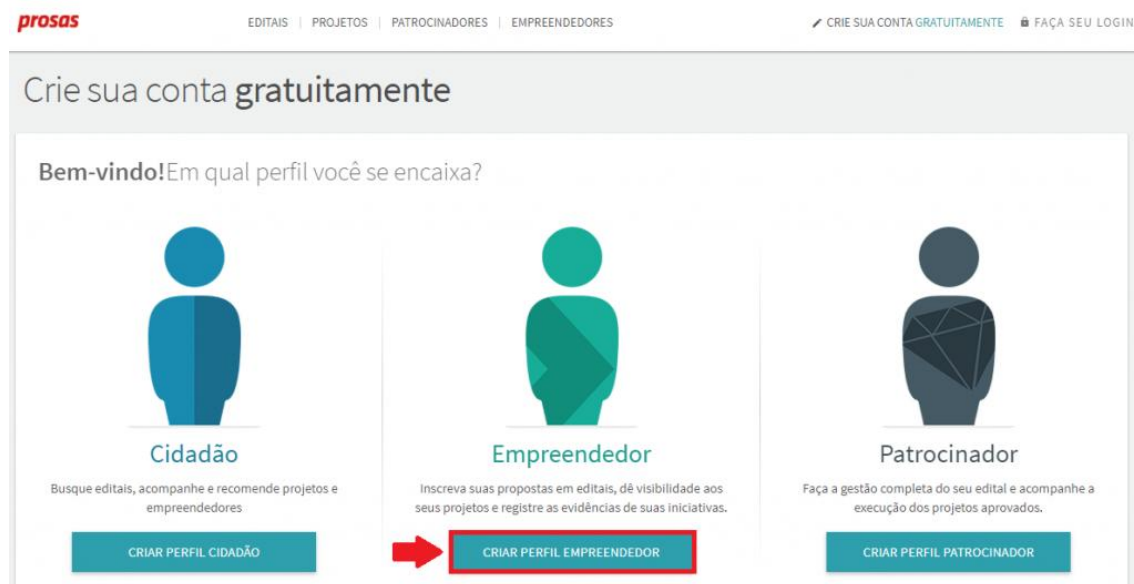 prosas
EDITAIS | PROJETOS | PATROCINADORES | EMPREENDEDORES
CRIE SUA CONTA GRATUITAMENTE
FAÇA SEU LOGIN
Crie sua conta gratuitamente
Bem-vindo!Em qual perfil você se encaixa?
Cidadão
Busque editais, acompanhe e recomende projetos e
empreendedores
CRIAR PERFIL CIDADÃO
Empreendedor
Inscreva suas propostas em editais, dê visibilidade aos
seus projetos e registre as evidências de suas iniciativas.
CRIAR PERFIL EMPREENDEDOR
Patrocinador
Faça a gestão completa do seu edital e acompanhe a
execução dos projetos aprovados.
CRIAR PERFIL PATROCINADOR